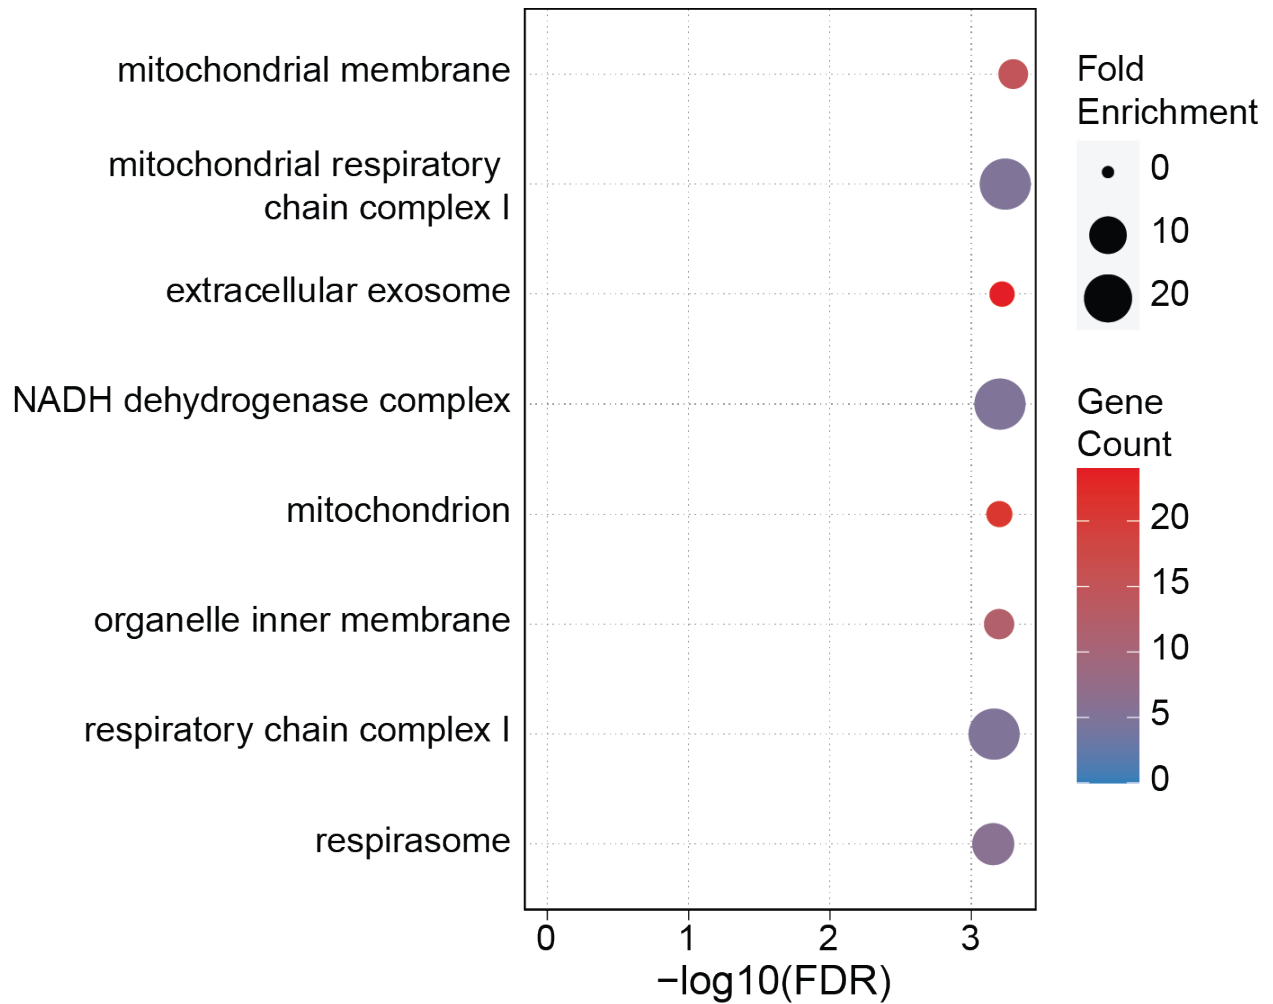 mitochondrial membrane
mitochondrial respiratory
chain complex I
extracellular exosome
NADH dehydrogenase complex
mitochondrion
organelle inner membrane
respiratory chain complex I
respirasome
0 1 2 3
−log10(FDR)
Fold
Enrichment
0
10
20
Gene
Count
20
15
10
5
0